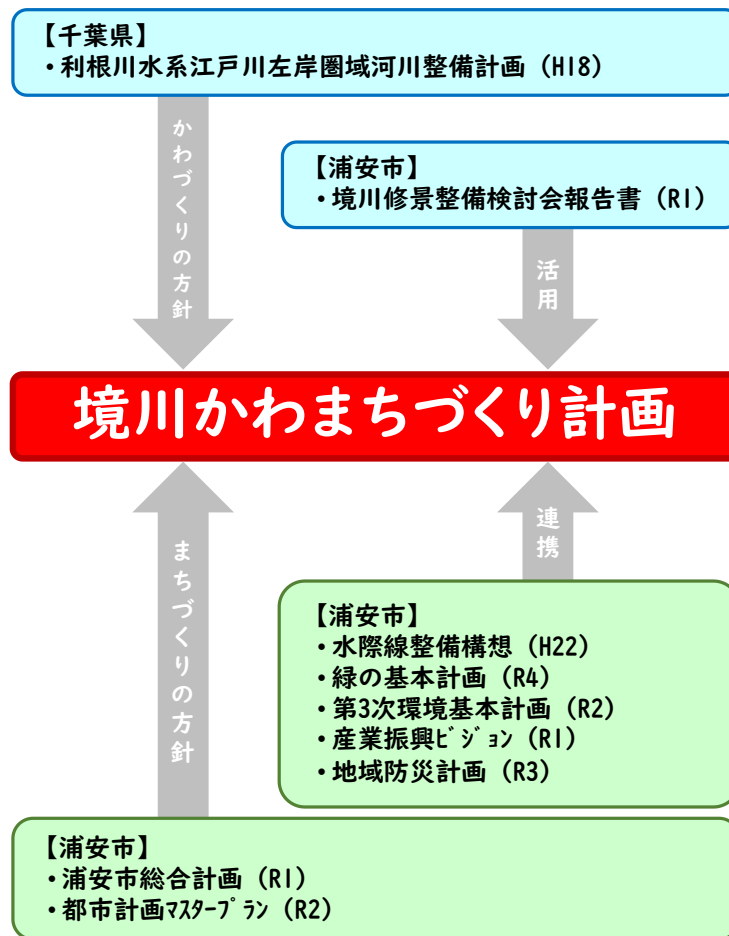 【千葉県】
・利根川水系江戸川左岸圏域河川整備計画（H18）
かわづくりの方針
【浦安市】
・境川修景整備検討会報告書（R1）
活用
境川かわまちづくり計画
まちづくりの方針
連携
【浦安市】
・水際線整備構想（H22）
・緑の基本計画（R4）
・第3次環境基本計画（R2）
・産業振興ﾋﾞｼﾞｮﾝ（R1）
・地域防災計画（R3）
【浦安市】
・浦安市総合計画（R1）
・都市計画ﾏｽﾀｰﾌﾟﾗﾝ（R2）